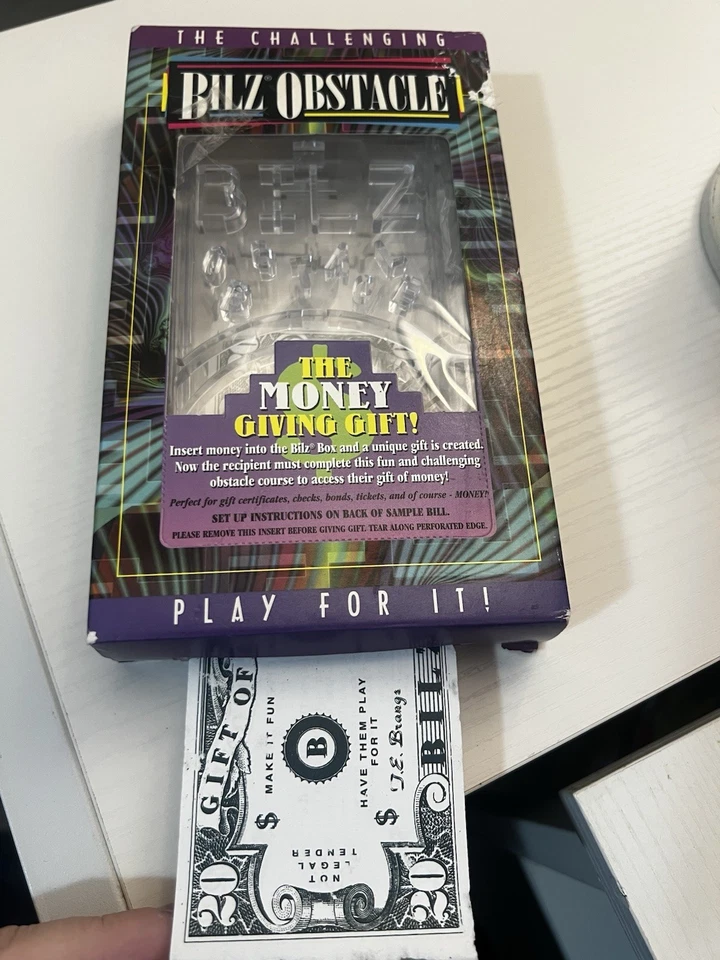 THE CHALLENGING
BILZ® OBSTACLE
BILZ
THE
MONEY
GIVING GIFT!
Insert money into the Bilz® Box and a unique gift is created.
Now the recipient must complete this fun and challenging
obstacle course to access their gift of money!
Perfect for gift certificates, checks, bonds, tickets, and of course - MONEY!
SET UP INSTRUCTIONS ON BACK OF SAMPLE BILL.
PLEASE REMOVE THIS INSERT BEFORE GIVING GIFT. TEAR ALONG PERFORATED EDGE.
PLAY FOR IT!
GIFT OF
MAKE IT FUN
B
HAVE THEM PLAY
FOR IT
J.E. Brangs
BIL
$
$
NOT
LEGAL
TENDER
20
20